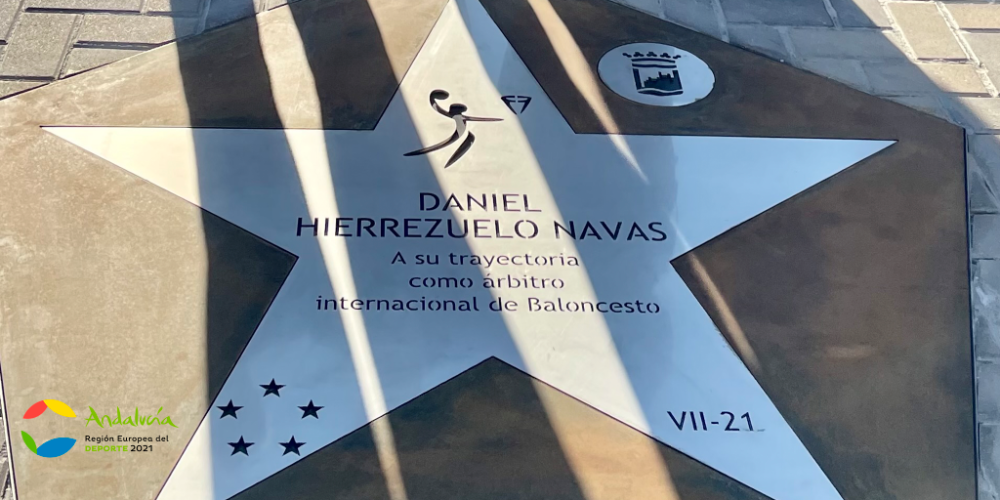 DANIEL
HIERREZUELO NAVAS
A su trayectoria
como árbitro
internacional de Baloncesto
VII-21
Andalucía
Región Europea del
DEPORTE 2021